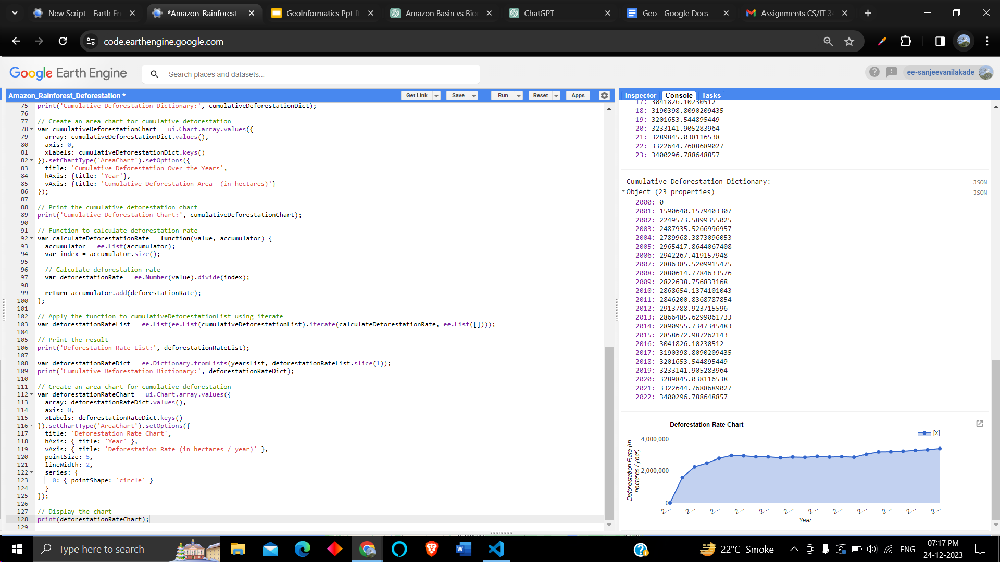 New Script - Earth En
*Amazon_Rainforest_
GeoInformatics Ppt f
Amazon Basin vs Bio
ChatGPT
Geo - Google Docs
Assignments CS/IT 3
code.earthengine.google.com
Google Earth Engine
Search places and datasets...
ee-sanjeevanilakade
Amazon_Rainforest_Deforestation *
Get Link
Save
Run
Reset
Apps
75 print('Cumulative Deforestation Dictionary:', cumulativeDeforestationDict);
76
77 // Create an area chart for cumulative deforestation
78 var cumulativeDeforestationChart = ui.Chart.array.values({
79 array: cumulativeDeforestationDict.values(),
80 axis: 0,
81 xLabels: cumulativeDeforestationDict.keys()
82 }).setChartType('AreaChart').setOptions({
83 title: 'Cumulative Deforestation Over the Years',
84 hAxis: {title: 'Year'},
85 vAxis: {title: 'Cumulative Deforestation Area  (in hectares)'}
86 });
87
88 // Print the cumulative deforestation chart
89 print('Cumulative Deforestation Chart:', cumulativeDeforestationChart);
90
91 // Function to calculate deforestation rate
92 var calculateDeforestationRate = function(value, accumulator) {
93 accumulator = ee.List(accumulator);
94 var index = accumulator.size();
95
96 // Calculate deforestation rate
97 var deforestationRate = ee.Number(value).divide(index);
98
99 return accumulator.add(deforestationRate);
100 };
101
102 // Apply the function to cumulativeDeforestationList using iterate
103 var deforestationRateList = ee.List(ee.List(cumulativeDeforestationList).iterate(calculateDeforestationRate, ee.List([])));
104
105 // Print the result
106 print('Deforestation Rate List:', deforestationRateList);
107
108 var deforestationRateDict = ee.Dictionary.fromLists(yearsList, deforestationRateList.slice(1));
109 print('Cumulative Deforestation Dictionary:', deforestationRateDict);
110
111 // Create an area chart for cumulative deforestation
112 var deforestationRateChart = ui.Chart.array.values({
113 array: deforestationRateDict.values(),
114 axis: 0,
115 xLabels: deforestationRateDict.keys()
116 }).setChartType('AreaChart').setOptions({
117 title: 'Deforestation Rate Chart',
118 hAxis: { title: 'Year' },
119 vAxis: { title: 'Deforestation Rate (in hectares / year)' },
120 pointSize: 5,
121 lineWidth: 2,
122 series: {
123 0: { pointShape: 'circle' }
124 }
125 });
126
127 // Display the chart
128 print(deforestationRateChart);
129
Inspector
Console
Tasks
17: 3041826.10230512
18: 3190398.8090209435
19: 3201653.544895449
20: 3233141.905283964
21: 3289845.038116538
22: 3322644.7688689027
23: 3400296.788648857
Cumulative Deforestation Dictionary:
JSON
Object (23 properties)
JSON
2000: 0
2001: 1590640.1579403307
2002: 2249573.5899355025
2003: 2487935.5266996957
2004: 2789968.3873096053
2005: 2965417.8644067408
2006: 2942267.419157948
2007: 2886385.5209915475
2008: 2880614.7784633576
2009: 2822638.756833168
2010: 2868654.1374101043
2011: 2846200.8368787854
2012: 2913788.923715596
2013: 2866485.6299061733
2014: 2890955.7347345483
2015: 2858672.987262143
2016: 3041826.10230512
2017: 3190398.8090209435
2018: 3201653.544895449
2019: 3233141.905283964
2020: 3289845.038116538
2021: 3322644.7688689027
2022: 3400296.788648857
Deforestation Rate Chart
[x]
4,000,000
2,000,000
0
Deforestation Rate (in
hectares / year)
2... 2... 2... 2... 2... 2... 2... 2... 2... 2... 2... 2...
Year
Type here to search
22°C Smoke
ENG
07:17 PM
24-12-2023